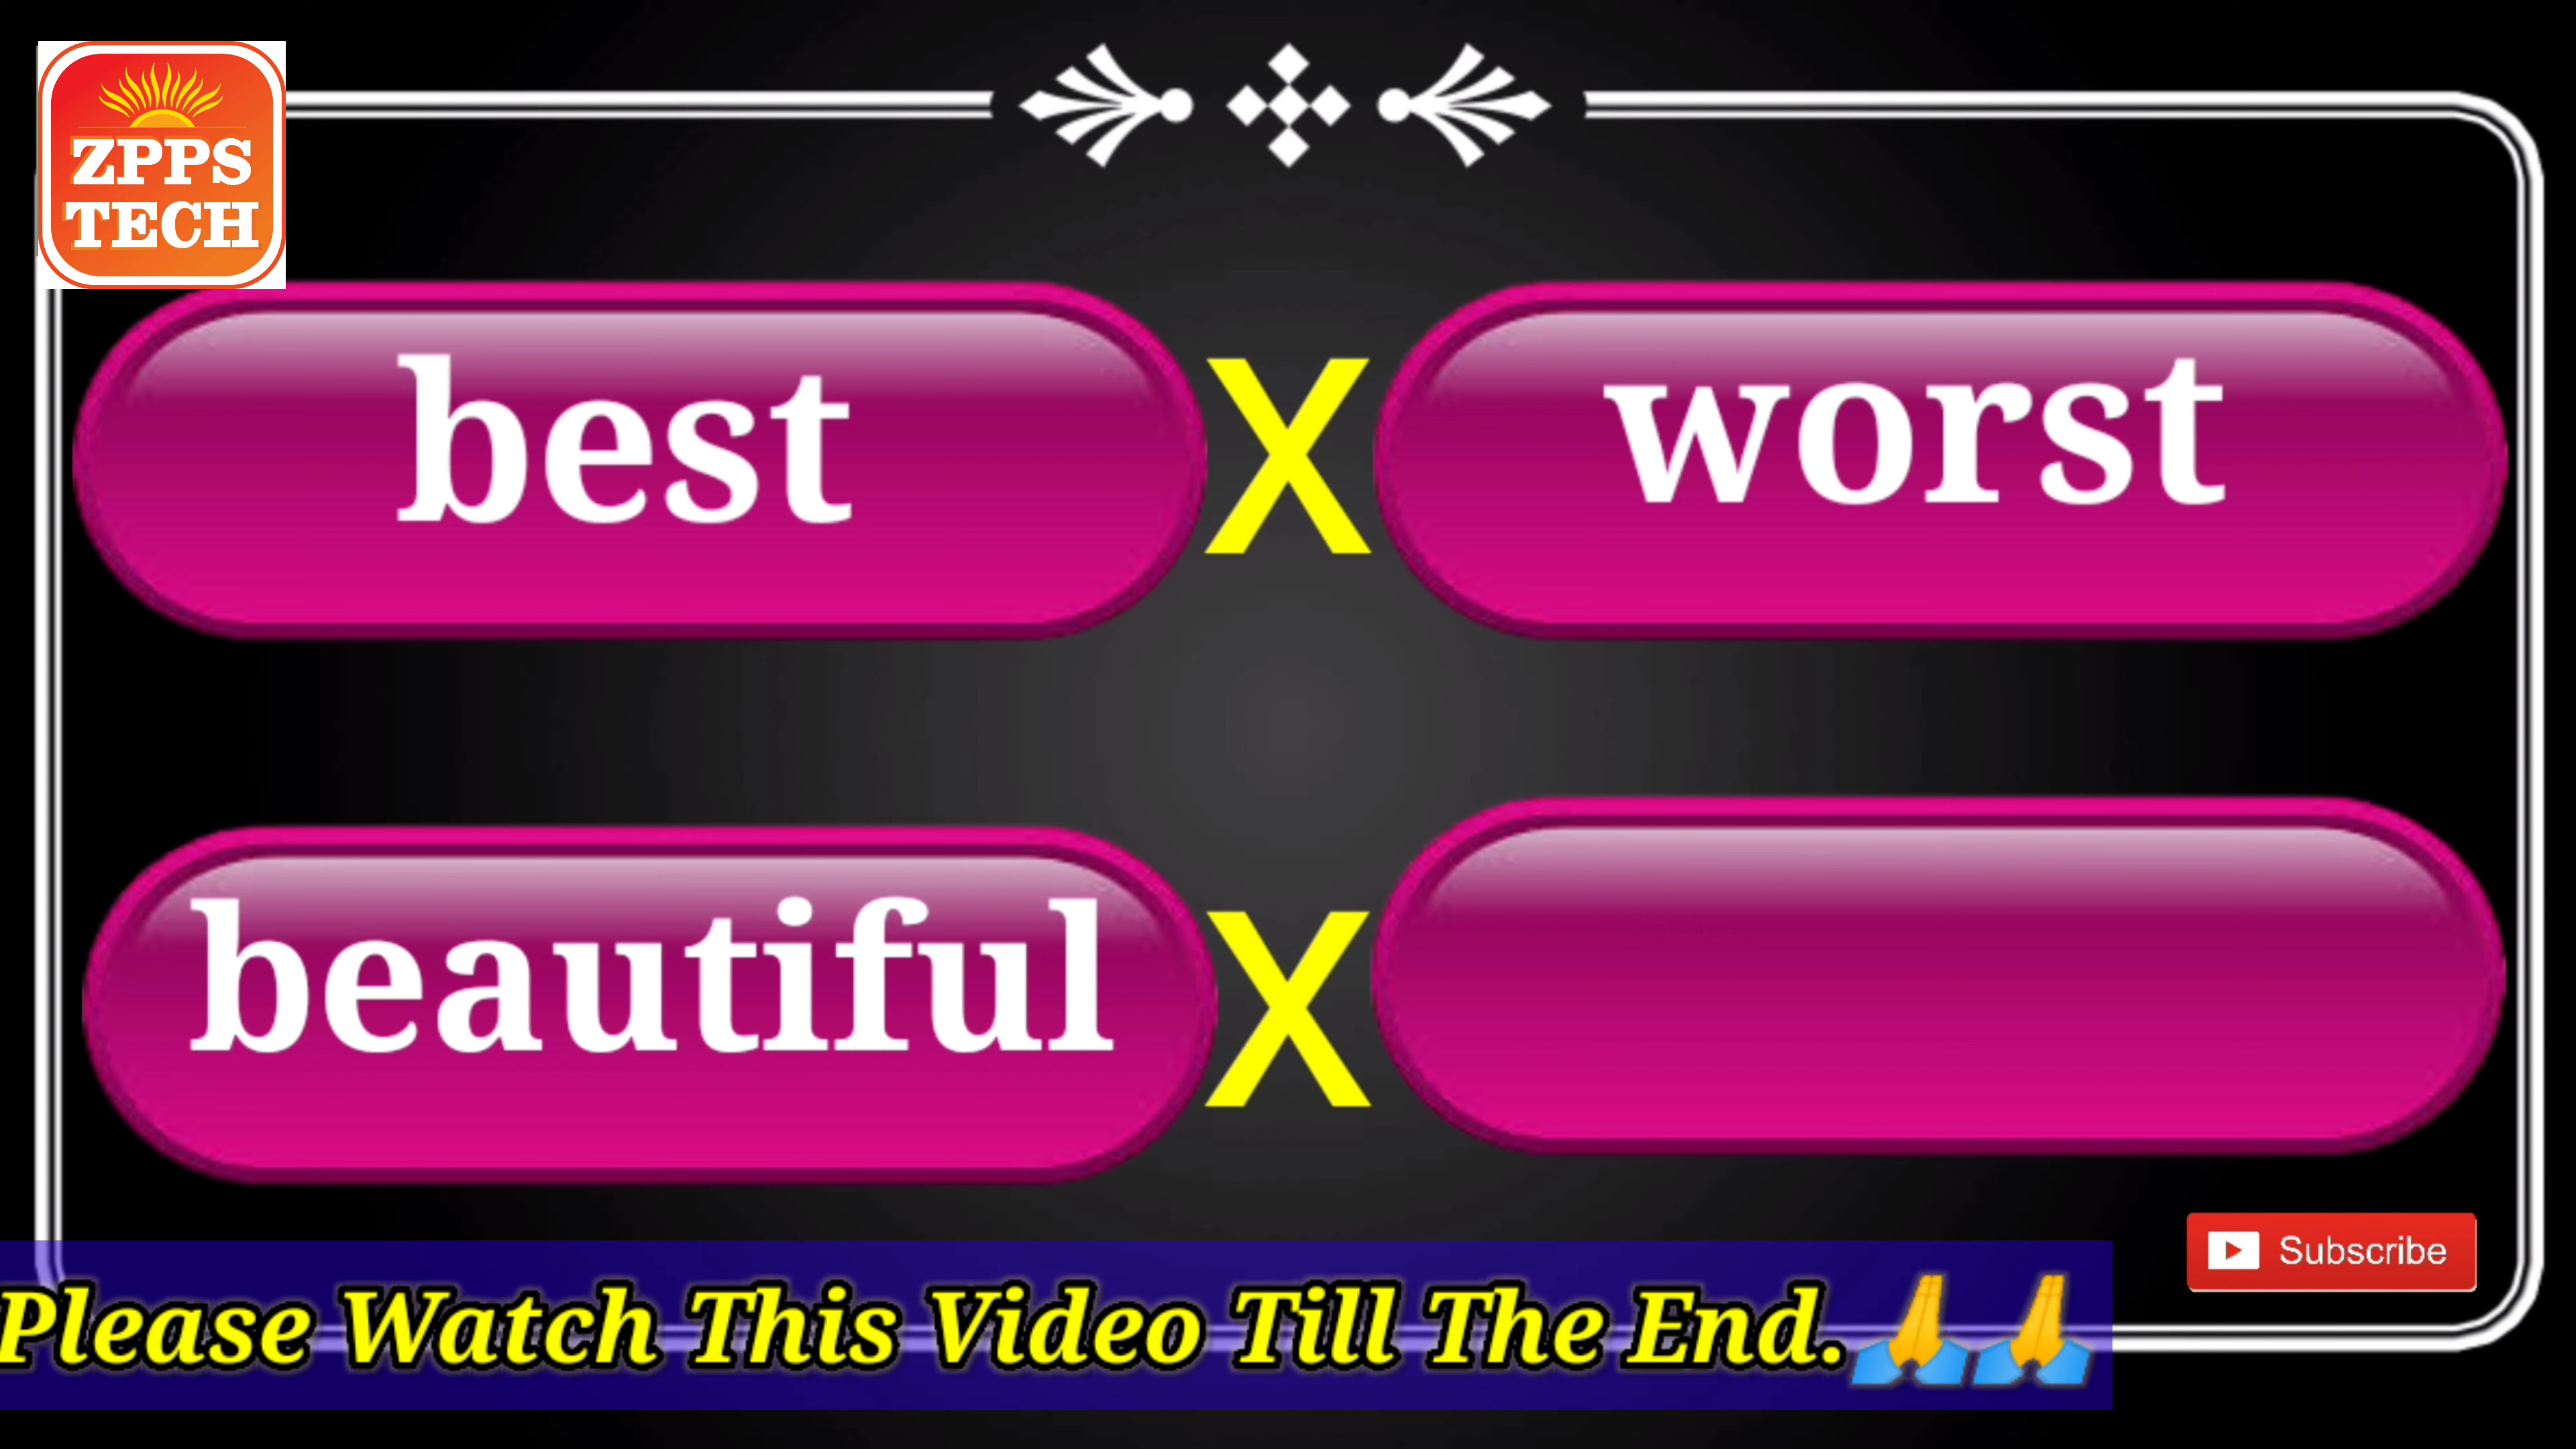 ZPPS
TECH
best X worst
beautiful X
Subscribe
Please Watch This Video Till The End.🙏🙏